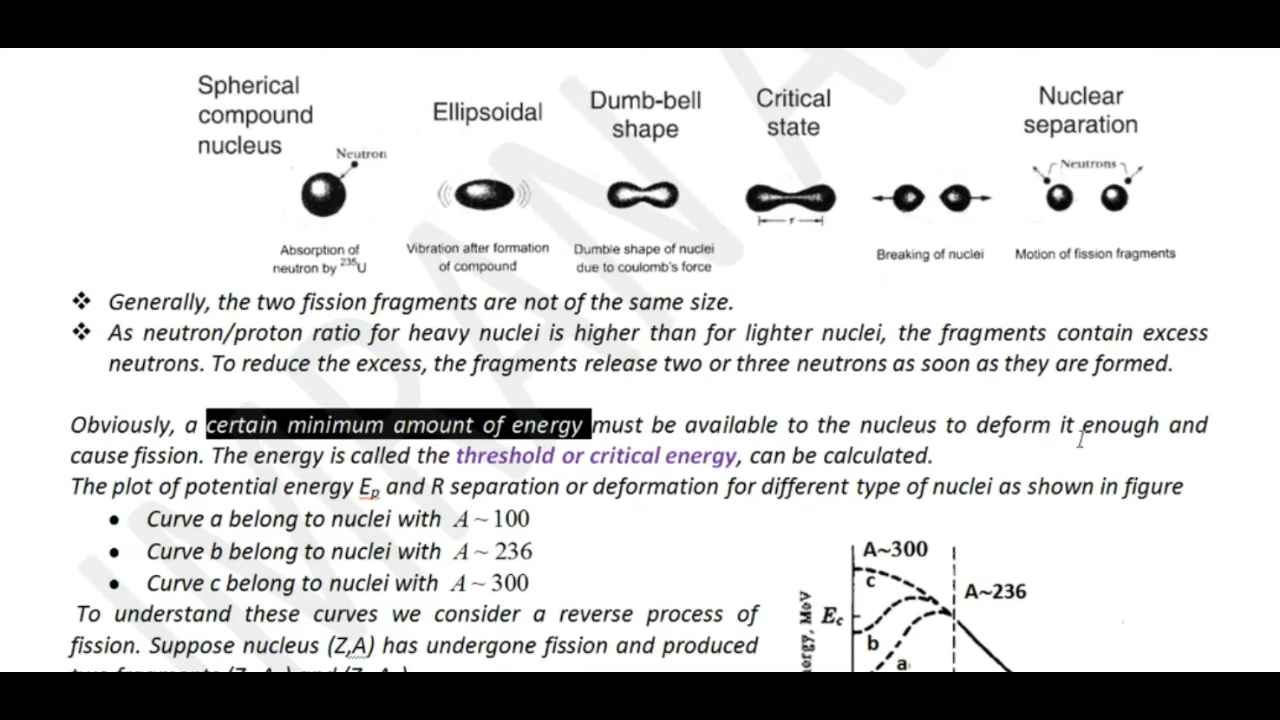 Spherical compound nucleus
Ellipsoidal
Dumb-bell shape
Critical state
Nuclear separation
Neutron
Neutrons
r
Absorption of neutron by ²³⁵U
Vibration after formation of compound
Dumble shape of nuclei due to coulomb's force
Breaking of nuclei
Motion of fission fragments
❖ Generally, the two fission fragments are not of the same size.
❖ As neutron/proton ratio for heavy nuclei is higher than for lighter nuclei, the fragments contain excess
neutrons. To reduce the excess, the fragments release two or three neutrons as soon as they are formed.
Obviously, a certain minimum amount of energy must be available to the nucleus to deform it enough and
cause fission. The energy is called the threshold or critical energy, can be calculated.
The plot of potential energy Eₚ and R separation or deformation for different type of nuclei as shown in figure
• Curve a belong to nuclei with A ~ 100
• Curve b belong to nuclei with A ~ 236
• Curve c belong to nuclei with A ~ 300
To understand these curves we consider a reverse process of
fission. Suppose nucleus (Z,A) has undergone fission and produced
A~300
c
A~236
E꜀
b
a
MeV
IMRAN